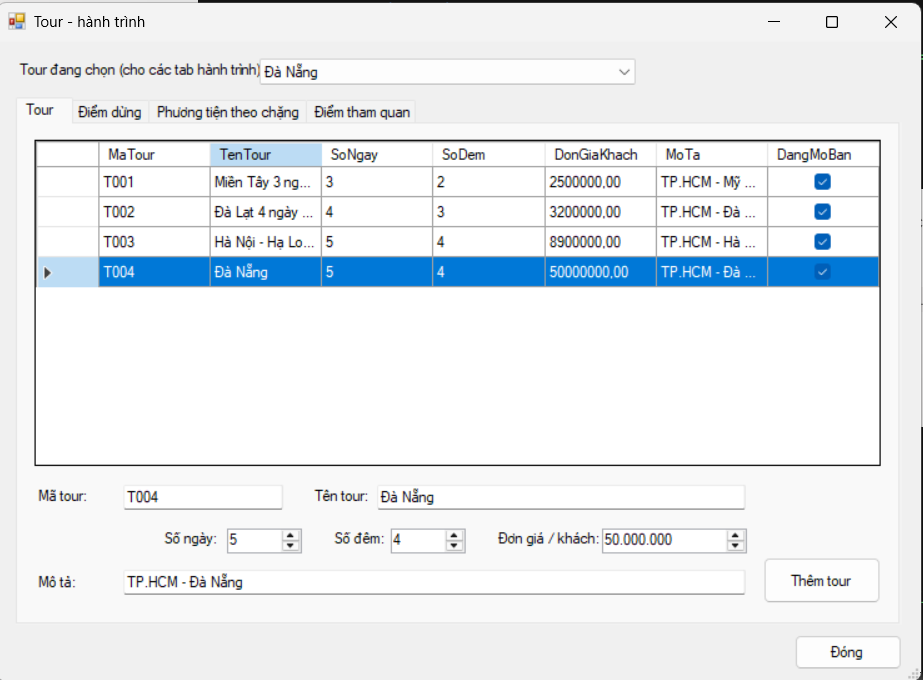 Tour - hành trình
Tour đang chọn (cho các tab hành trình) Đà Nẵng
Tour Điểm dừng Phương tiện theo chặng Điểm tham quan
MaTour TenTour SoNgay SoDem DonGiaKhach MoTa DangMoBan
T001 Miền Tây 3 ng... 3 2 2500000,00 TP.HCM - Mỹ ...
T002 Đà Lạt 4 ngày ... 4 3 3200000,00 TP.HCM - Đà ...
T003 Hà Nội - Hạ Lo... 5 4 8900000,00 TP.HCM - Hà ...
T004 Đà Nẵng 5 4 50000000,00 TP.HCM - Đà ...
Mã tour: T004 Tên tour: Đà Nẵng
Số ngày: 5 Số đêm: 4 Đơn giá / khách: 50.000.000
Mô tả: TP.HCM - Đà Nẵng Thêm tour
Đóng